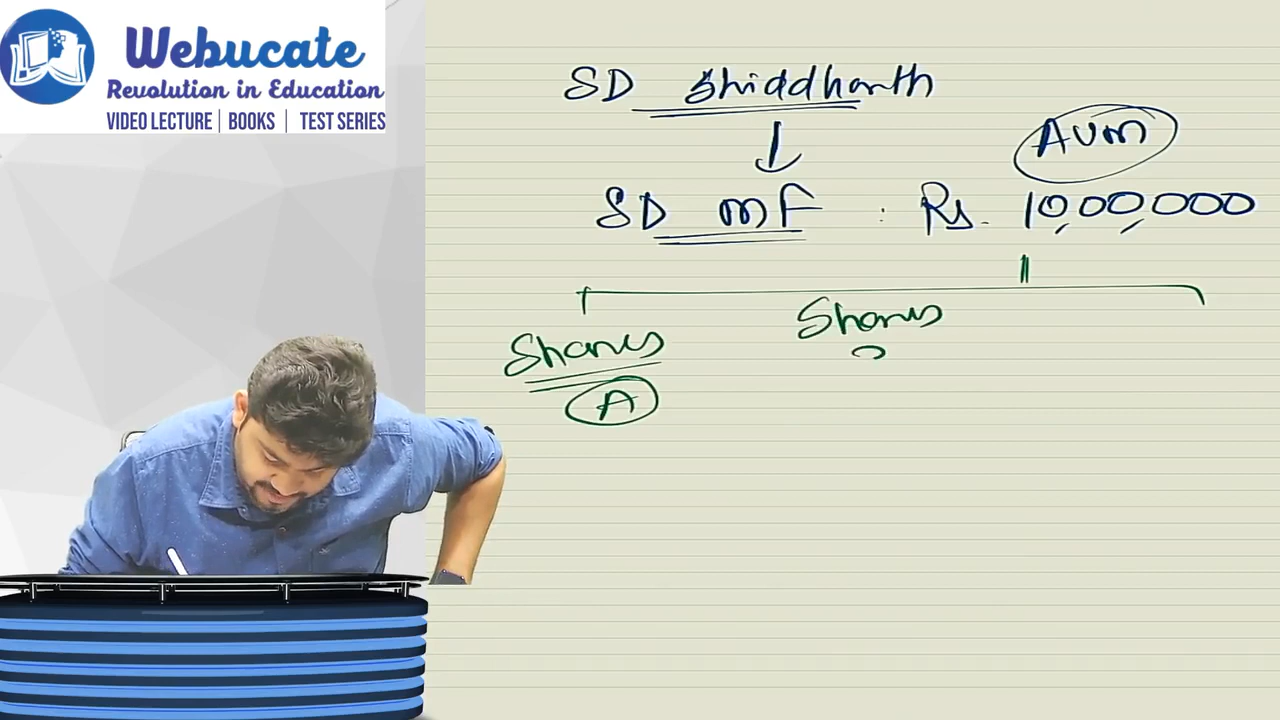 Webucate
Revolution in Education
VIDEO LECTURE | BOOKS | TEST SERIES
SD Shiddhanth
AUM
SD MF : Rs. 10,00,000
Shares
Shares
A